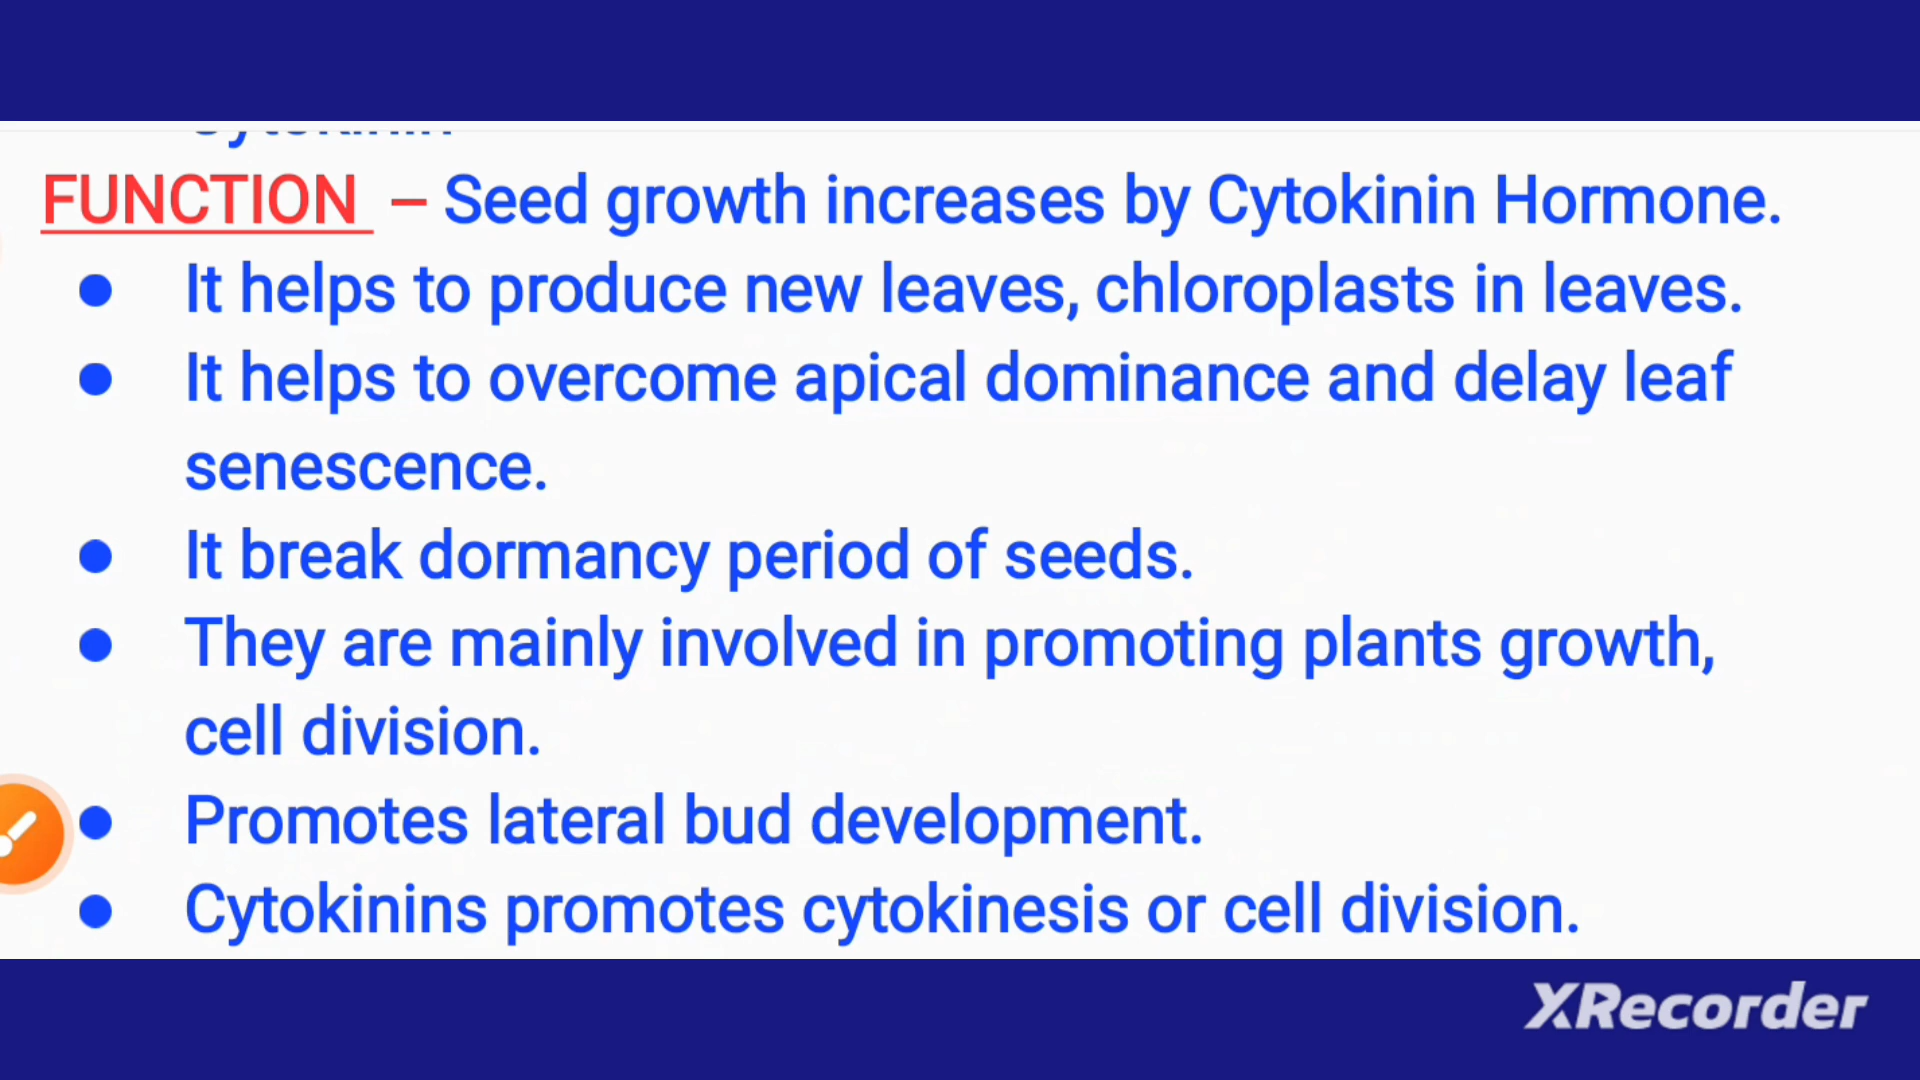 FUNCTION – Seed growth increases by Cytokinin Hormone.
● It helps to produce new leaves, chloroplasts in leaves.
● It helps to overcome apical dominance and delay leaf
senescence.
● It break dormancy period of seeds.
● They are mainly involved in promoting plants growth,
cell division.
● Promotes lateral bud development.
● Cytokinins promotes cytokinesis or cell division.
XRecorder